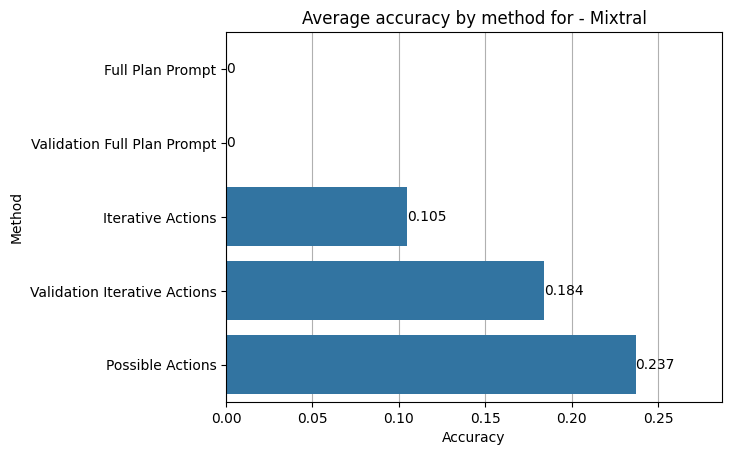 Average accuracy by method for - Mixtral
Full Plan Prompt
0
Validation Full Plan Prompt
0
Iterative Actions
0.105
Validation Iterative Actions
0.184
Possible Actions
0.237
Method
0.00 0.05 0.10 0.15 0.20 0.25
Accuracy